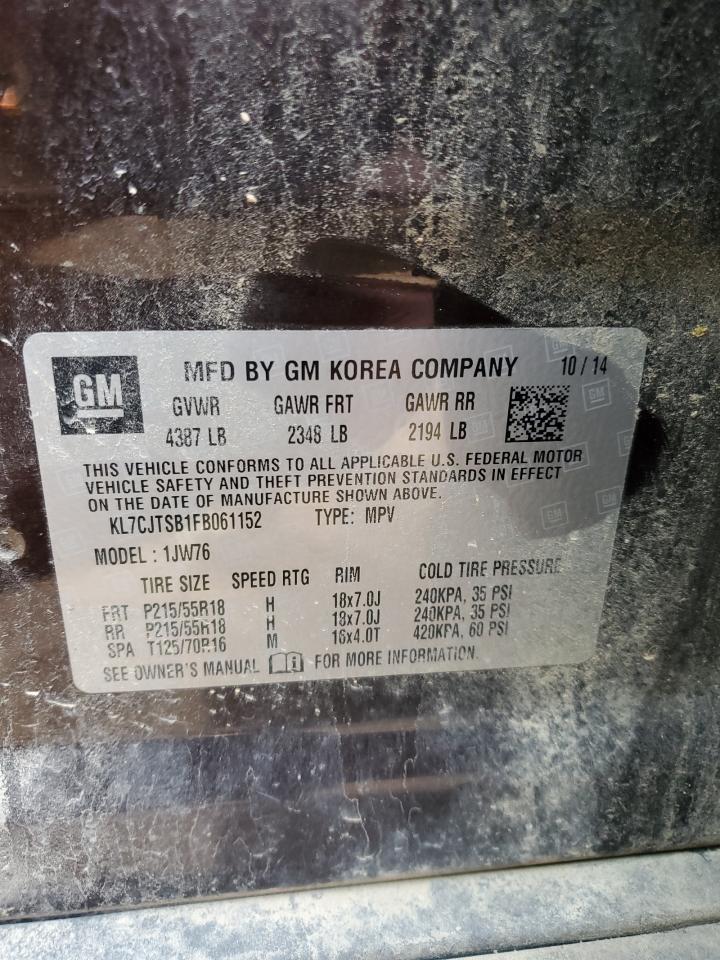 GM
MFD BY GM KOREA COMPANY 10/14
GVWR GAWR FRT GAWR RR
4387 LB 2348 LB 2194 LB
THIS VEHICLE CONFORMS TO ALL APPLICABLE U.S. FEDERAL MOTOR
VEHICLE SAFETY AND THEFT PREVENTION STANDARDS IN EFFECT
ON THE DATE OF MANUFACTURE SHOWN ABOVE.
KL7CJTSB1FB061152 TYPE: MPV
MODEL : 1JW76
TIRE SIZE SPEED RTG RIM COLD TIRE PRESSURE
FRT P215/55R18 H 18x7.0J 240KPA, 35 PSI
RR P215/55R18 H 18x7.0J 240KPA, 35 PSI
SPA T125/70R16 M 16x4.0T 420KPA, 60 PSI
SEE OWNER'S MANUAL FOR MORE INFORMATION.